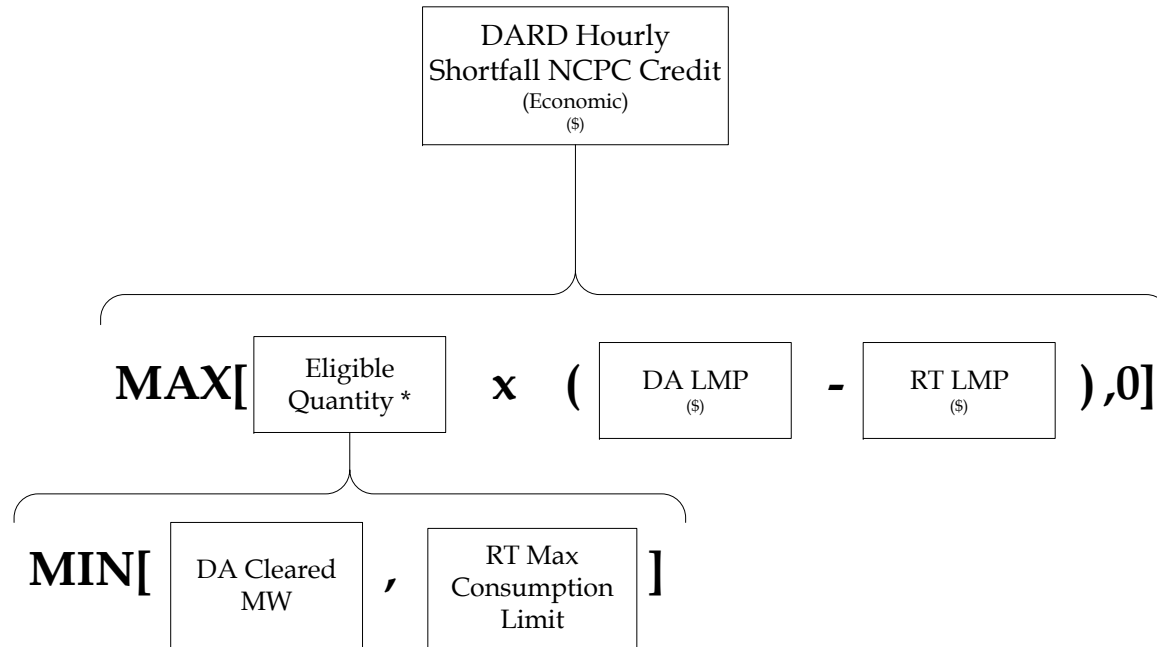 DARD Hourly
Shortfall NCPC Credit
(Economic)
($)
MAX[ Eligible Quantity * x ( DA LMP ($) - RT LMP ($) ) ,0]
MIN[ DA Cleared MW , RT Max Consumption Limit ]